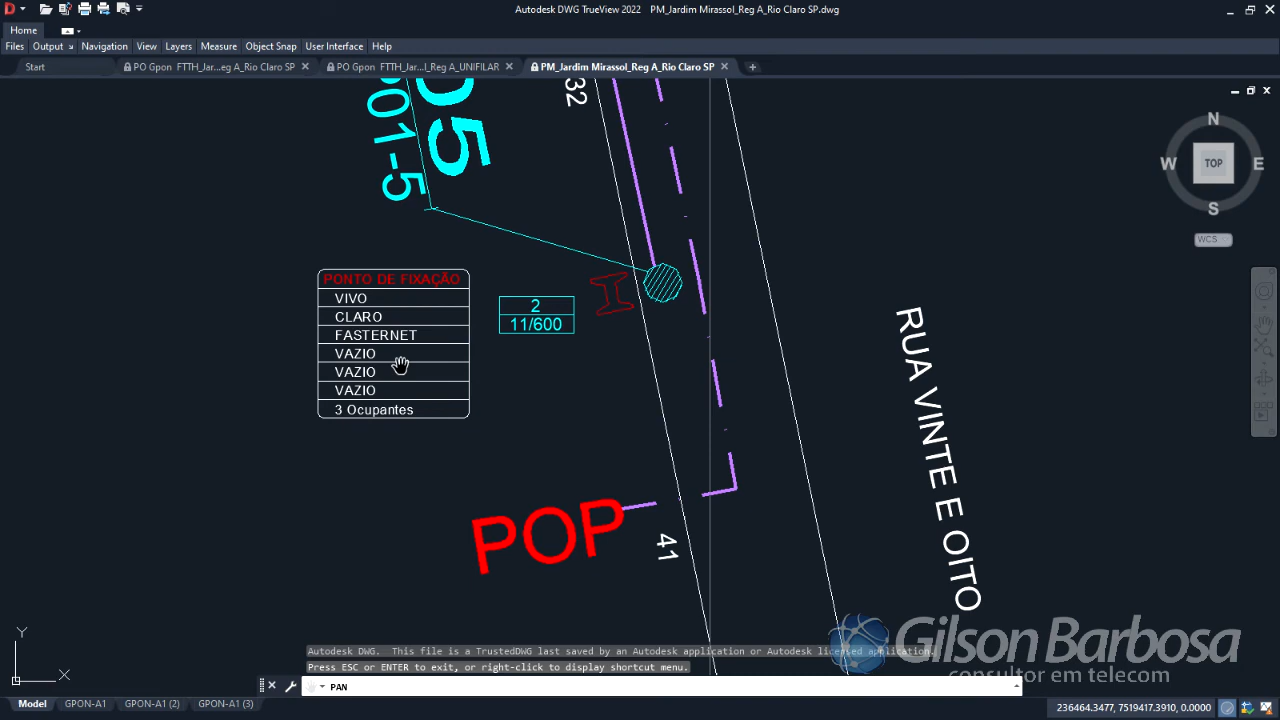 Autodesk DWG TrueView 2022 PM_Jardim Mirassol_Reg A_Rio Claro SP.dwg
Home
Files Output Navigation View Layers Measure Object Snap User Interface Help
Start PO Gpon FTTH_Jar...eg A_Rio Claro SP PO Gpon FTTH_Jar...l_Reg A_UNIFILAR PM_Jardim Mirassol_Reg A_Rio Claro SP
05
001-5
32
N
W TOP E
S
WCS
PONTO DE FIXAÇÃO
VIVO
CLARO
FASTERNET
VAZIO
VAZIO
VAZIO
3 Ocupantes
2
11/600
RUA VINTE E OITO
POP
41
Gilson Barbosa
consultor em telecom
Y
X
Autodesk DWG. This file is a TrustedDWG last saved by an Autodesk application or Autodesk licensed application.
Press ESC or ENTER to exit, or right-click to display shortcut menu.
PAN
Model GPON-A1 GPON-A1 (2) GPON-A1 (3) 236464.3477, 7519417.3910, 0.0000